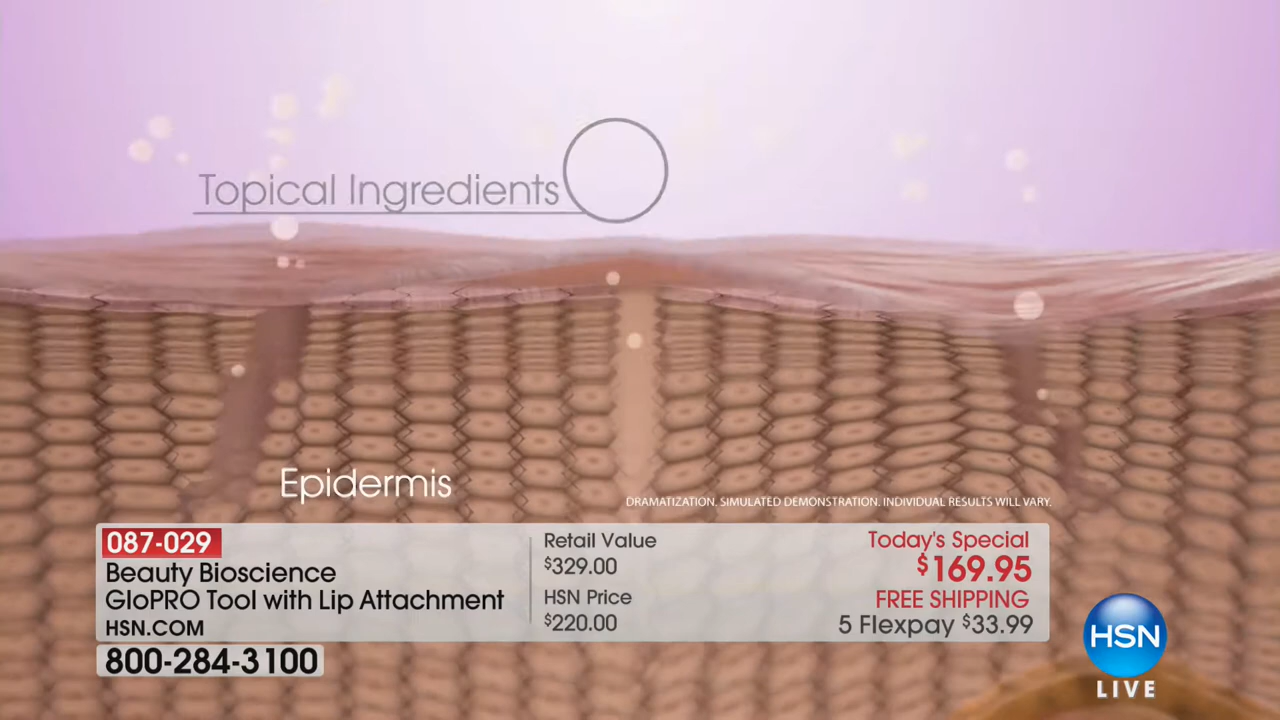 Topical Ingredients
Epidermis
DRAMATIZATION. SIMULATED DEMONSTRATION. INDIVIDUAL RESULTS WILL VARY.
087-029
Beauty Bioscience
GloPRO Tool with Lip Attachment
HSN.COM
800-284-3100
Retail Value
$329.00
HSN Price
$220.00
Today's Special
$169.95
FREE SHIPPING
5 Flexpay $33.99
HSN
LIVE